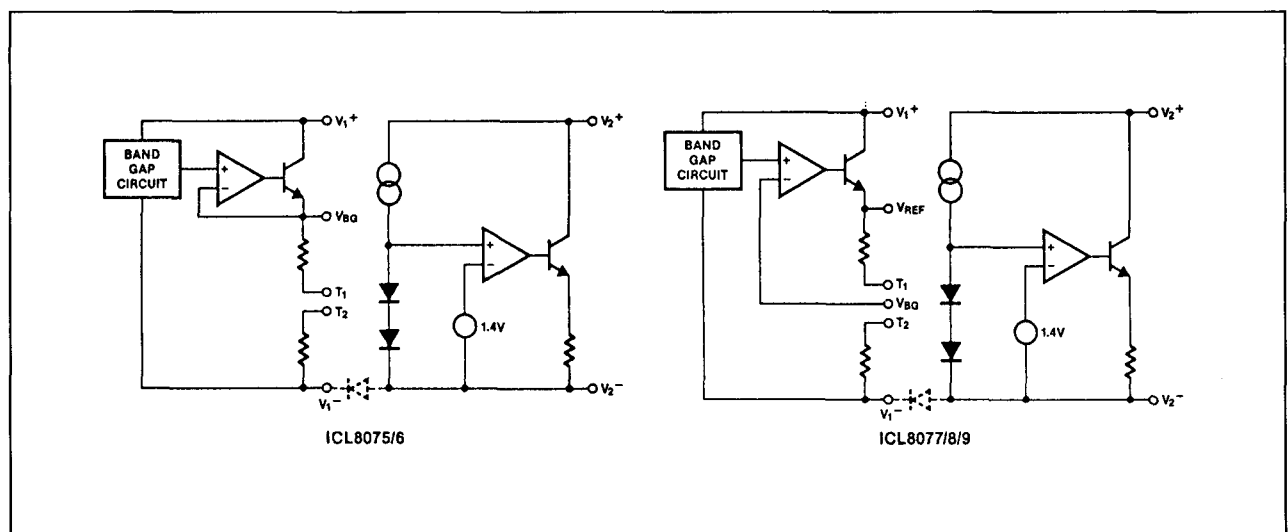 V1+
V2+
BAND
GAP
CIRCUIT
+
−
VBG
T1
T2
+
−
1.4V
V1−
V2−
ICL8075/6
V1+
V2+
BAND
GAP
CIRCUIT
+
−
VREF
T1
VBG
T2
+
−
1.4V
V1−
V2−
ICL8077/8/9